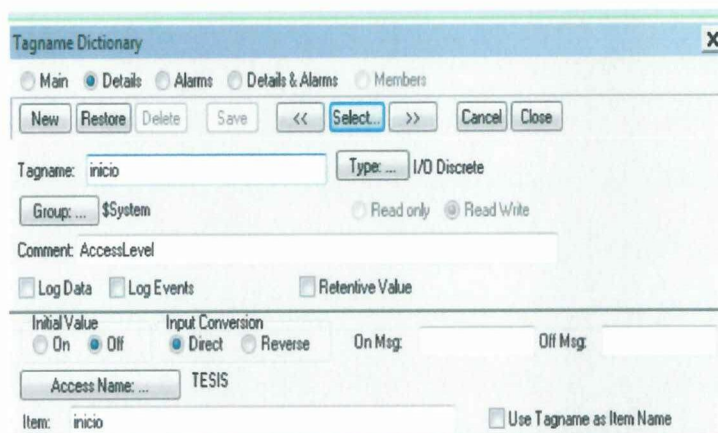 Tagname Dictionary X
Main Details Alarms Details & Alarms Members
New Restore Delete Save << Select... >> Cancel Close
Tagname: inicio Type: ... I/O Discrete
Group: ... $System Read only Read Write
Comment: AccessLevel
Log Data Log Events Retentive Value
Initial Value Input Conversion
On Off Direct Reverse On Msg: Off Msg:
Access Name: ... TESIS
Item: inicio Use Tagname as Item Name